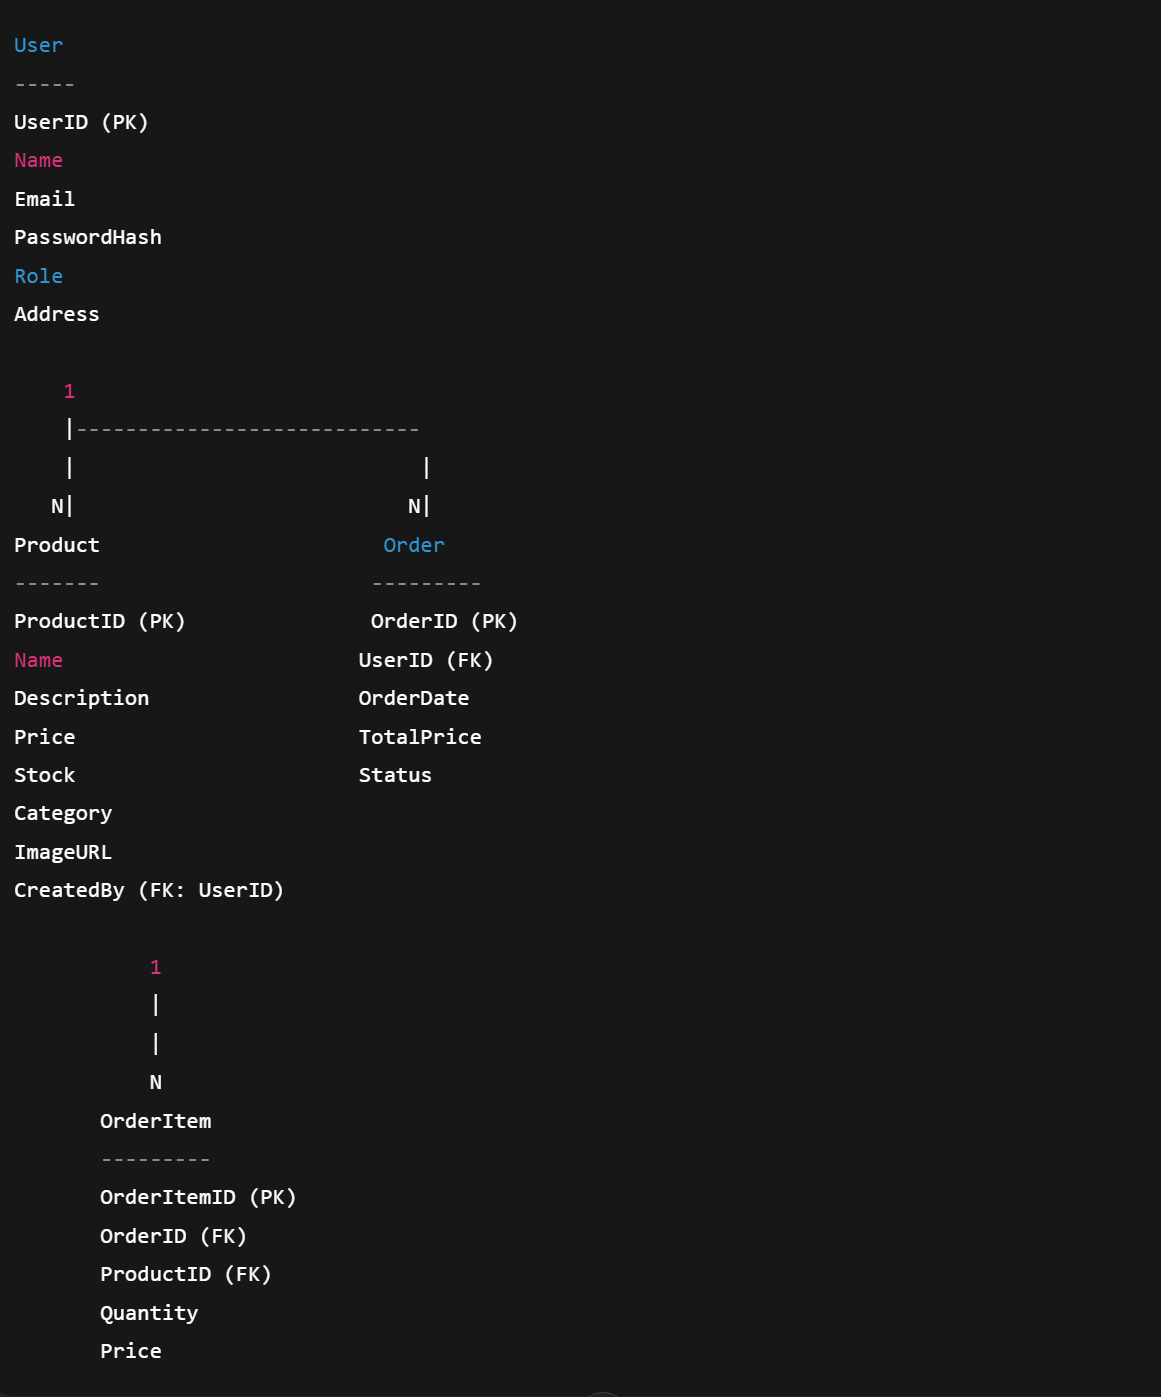 User
-----
UserID (PK)
Name
Email
PasswordHash
Role
Address
1
|----------------------------
| |
N| N|
Product Order
------- ---------
ProductID (PK) OrderID (PK)
Name UserID (FK)
Description OrderDate
Price TotalPrice
Stock Status
Category
ImageURL
CreatedBy (FK: UserID)
1
|
|
N
OrderItem
---------
OrderItemID (PK)
OrderID (FK)
ProductID (FK)
Quantity
Price